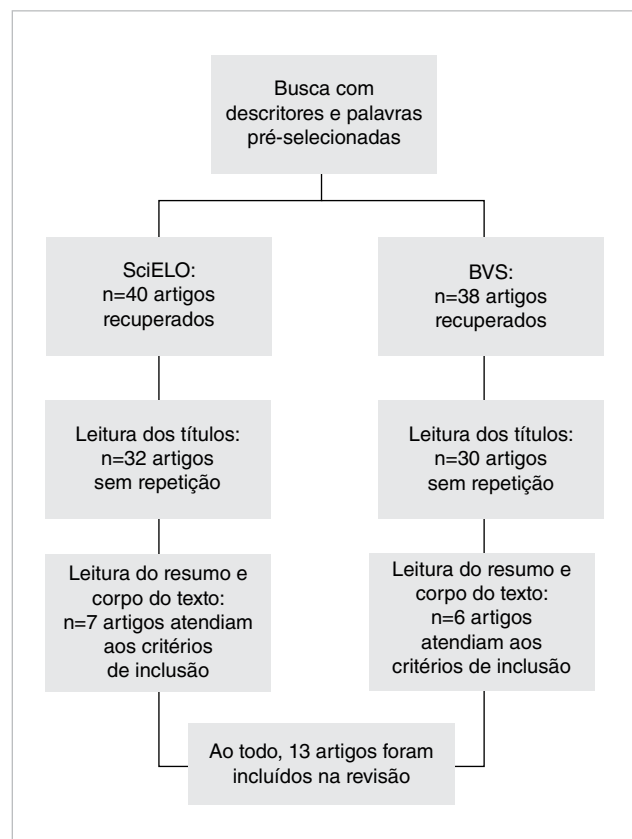 Busca com
descritores e palavras
pré-selecionadas
SciELO:
n=40 artigos
recuperados
BVS:
n=38 artigos
recuperados
Leitura dos títulos:
n=32 artigos
sem repetição
Leitura dos títulos:
n=30 artigos
sem repetição
Leitura do resumo e
corpo do texto:
n=7 artigos atendiam
aos critérios
de inclusão
Leitura do resumo e
corpo do texto:
n=6 artigos
atendiam aos
critérios de inclusão
Ao todo, 13 artigos foram
incluídos na revisão